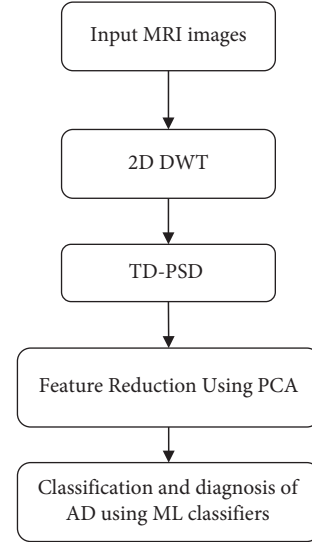 Input MRI images
2D DWT
TD-PSD
Feature Reduction Using PCA
Classification and diagnosis of
AD using ML classifiers